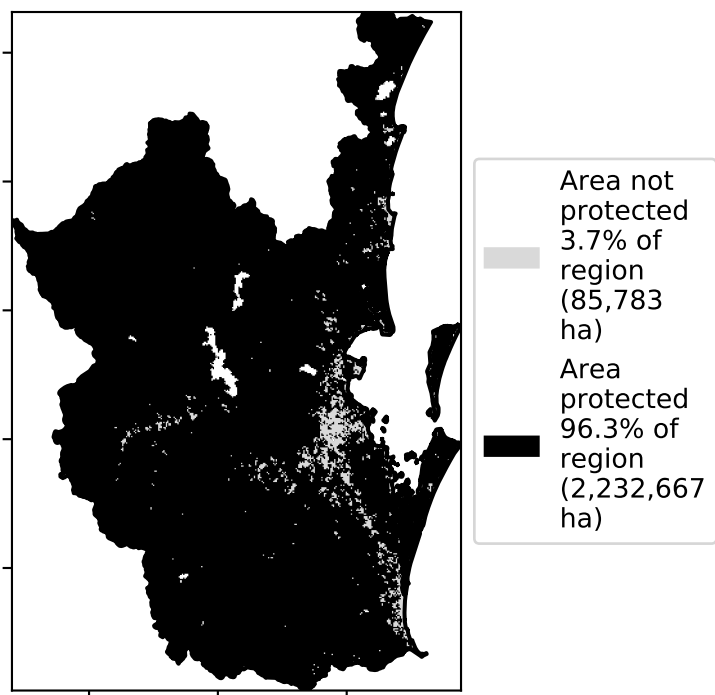 Area not
protected
3.7% of
region
(85,783
ha)
Area
protected
96.3% of
region
(2,232,667
ha)